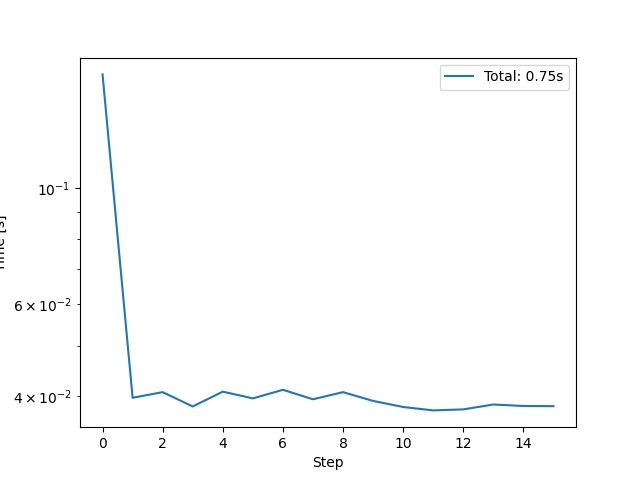 Total: 0.75s
10⁻¹
6 × 10⁻²
4 × 10⁻²
0 2 4 6 8 10 12 14
Step
[s]